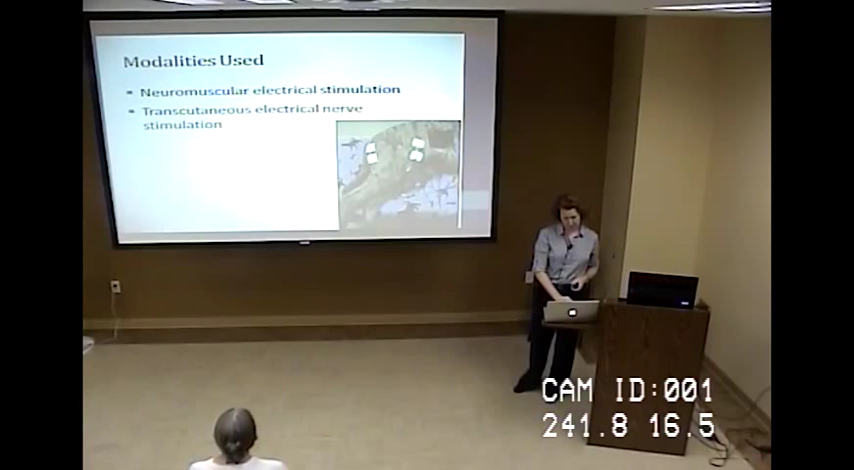 Modalities Used
Neuromuscular electrical stimulation
Transcutaneous electrical nerve
stimulation
CAM ID:001
241.8 16.5